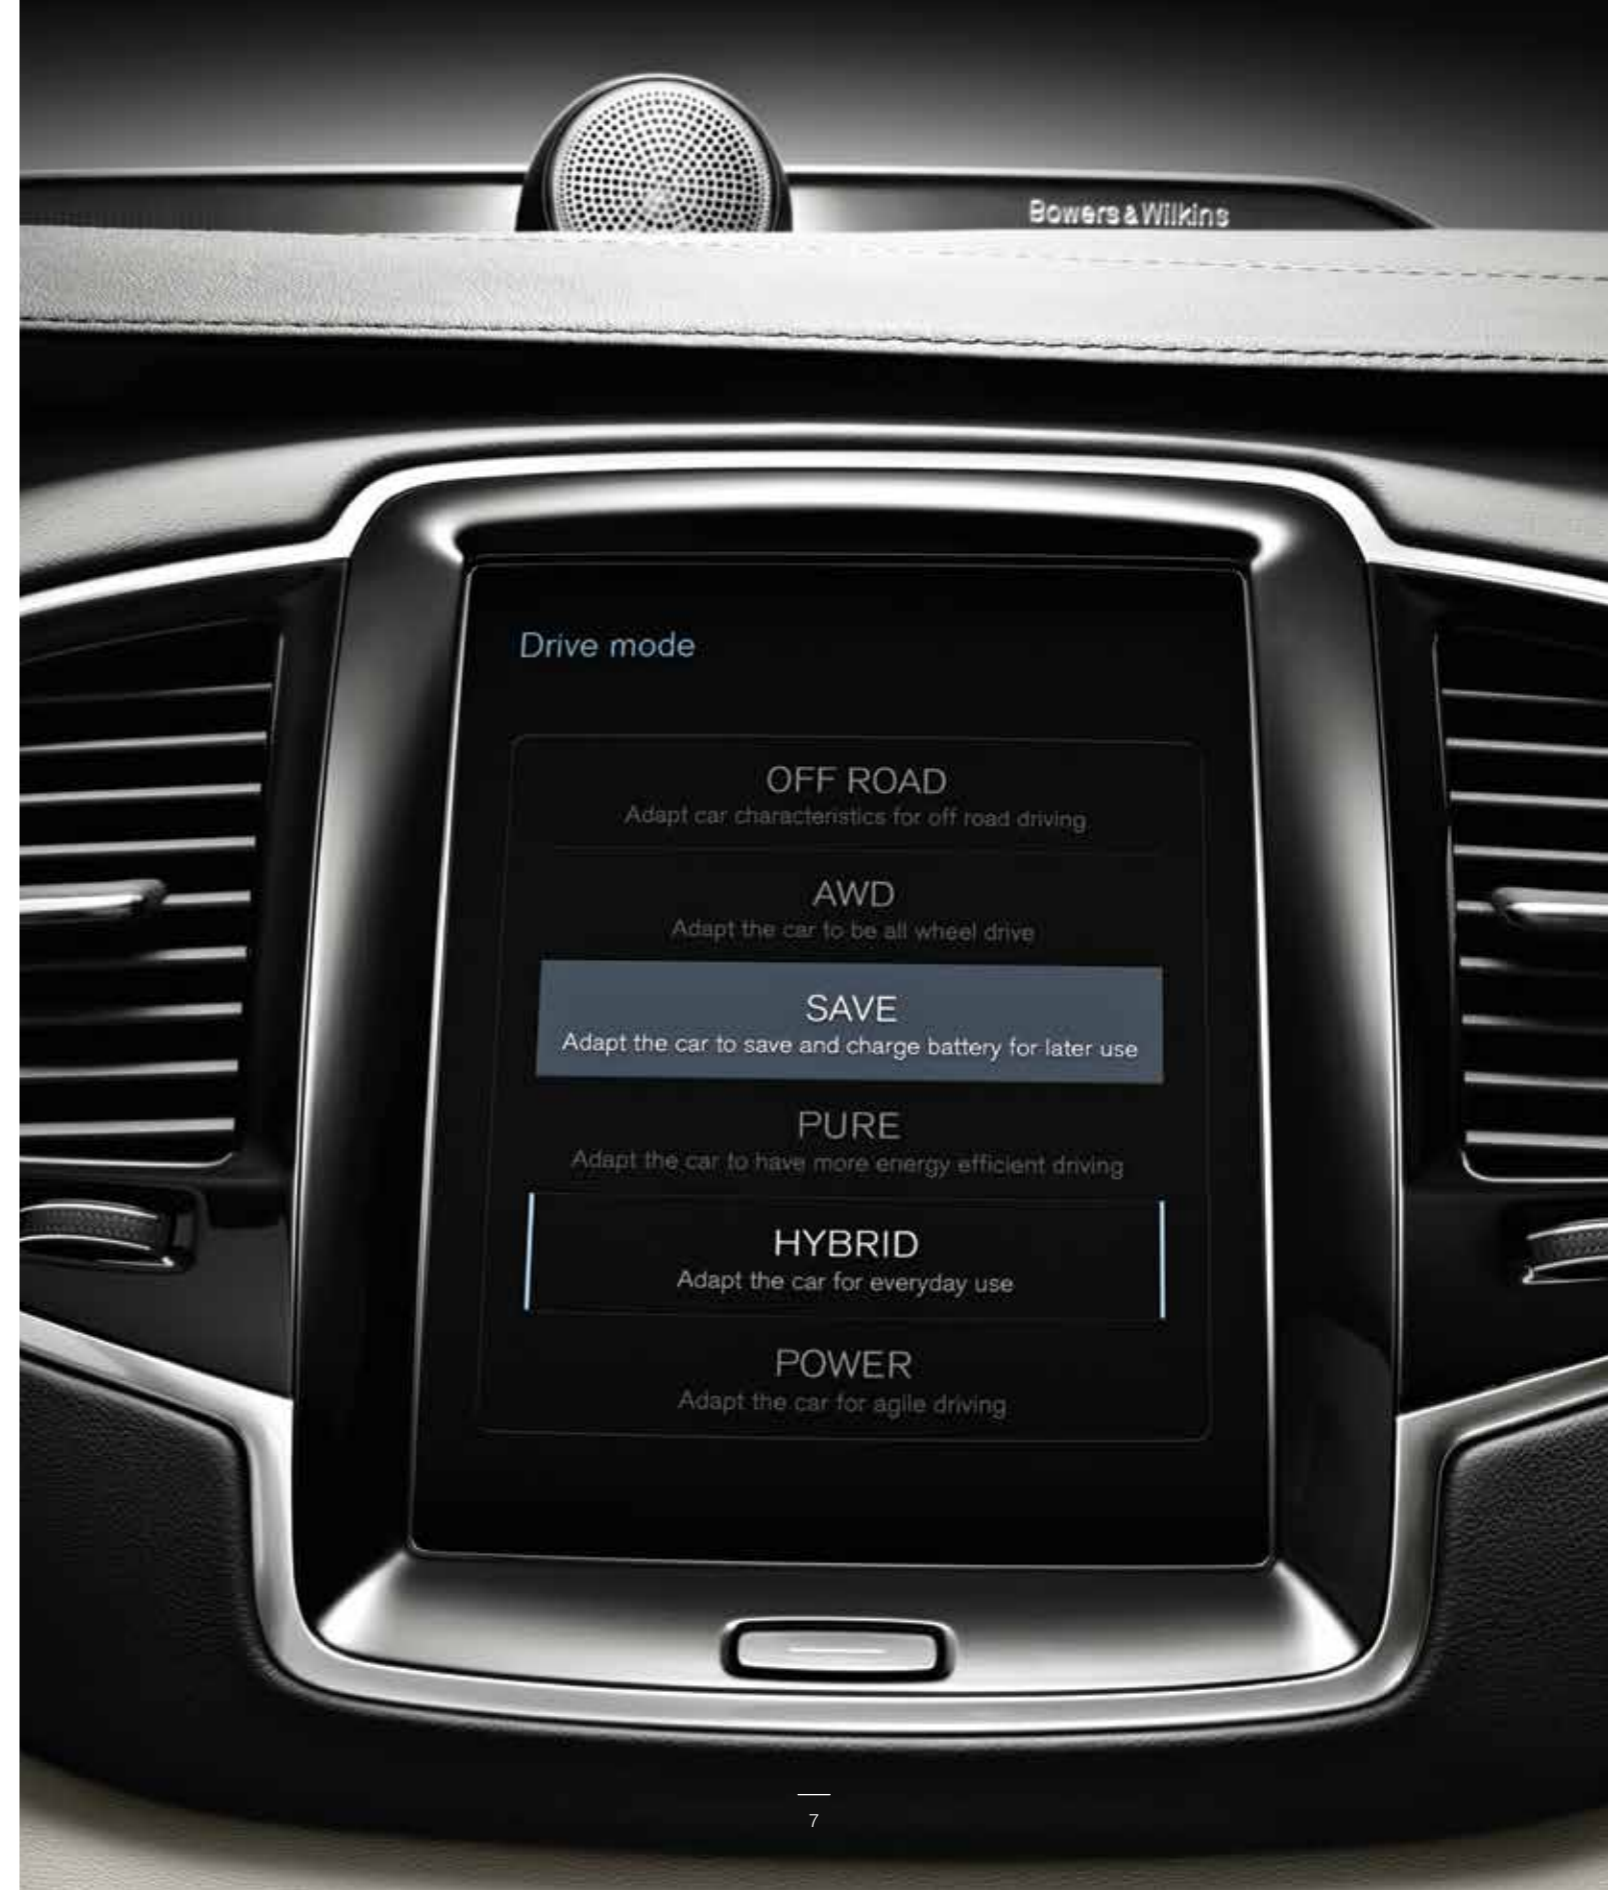 Bowers & Wilkins
Drive mode
OFF ROAD
Adapt car characteristics for off road driving
AWD
Adapt the car to be all wheel drive
SAVE
Adapt the car to save and charge battery for later use
PURE
Adapt the car to have more energy efficient driving
HYBRID
Adapt the car for everyday use
POWER
Adapt the car for agile driving
7